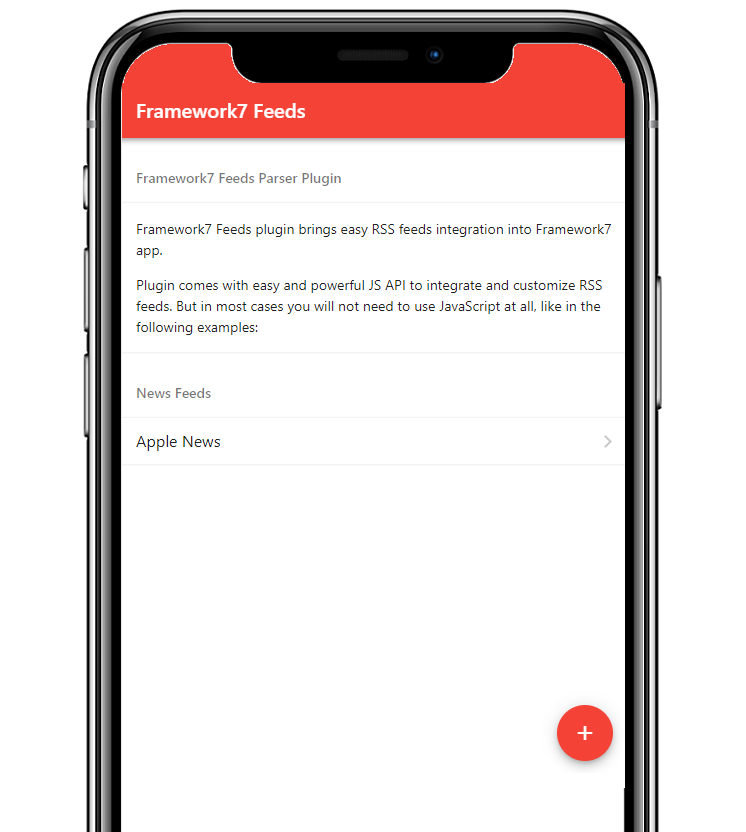 Framework7 Feeds
Framework7 Feeds Parser Plugin
Framework7 Feeds plugin brings easy RSS feeds integration into Framework7
app.
Plugin comes with easy and powerful JS API to integrate and customize RSS
feeds. But in most cases you will not need to use JavaScript at all, like in the
following examples:
News Feeds
Apple News
+